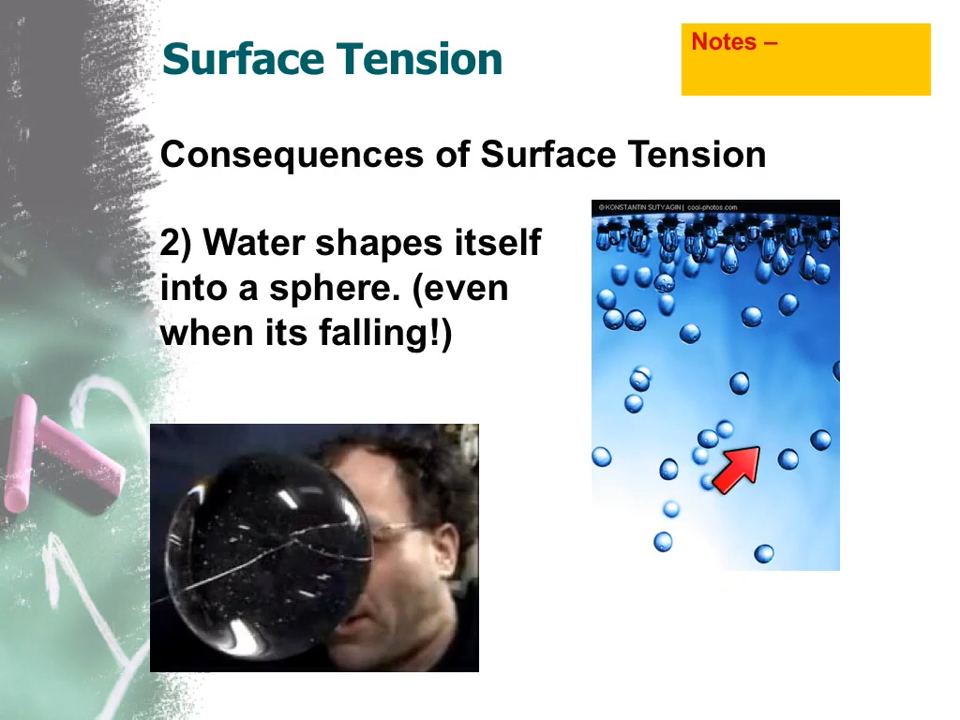 Surface Tension
Notes –
Consequences of Surface Tension
© KONSTANTIN SUTYAGIN | cool-photos.com
2) Water shapes itself
into a sphere. (even
when its falling!)